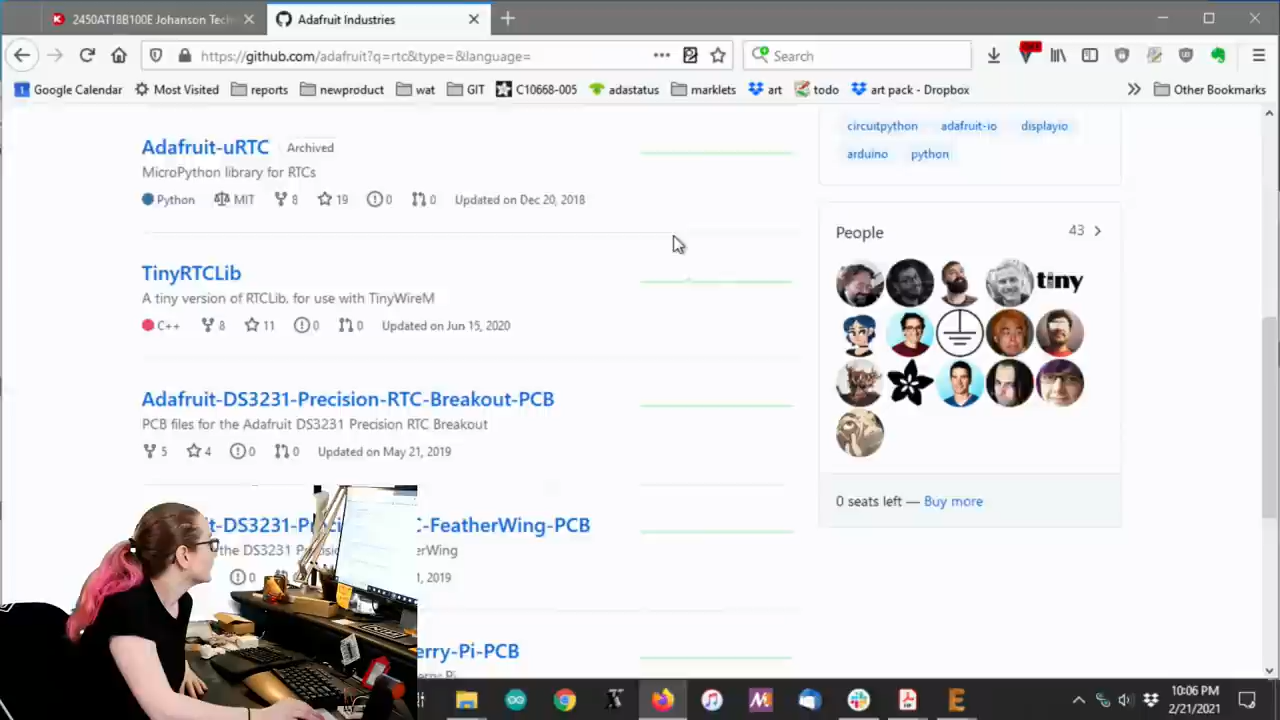 2450AT18B100E Johanson Tech
Adafruit Industries
https://github.com/adafruit?q=rtc&type=&language=
Search
Google Calendar
Most Visited
reports
newproduct
wat
GIT
C10668-005
adastatus
marklets
art
todo
art pack - Dropbox
Other Bookmarks
Adafruit-uRTC Archived
MicroPython library for RTCs
Python MIT 8 19 0 0 Updated on Dec 20, 2018
TinyRTCLib
A tiny version of RTCLib. for use with TinyWireM
C++ 8 11 0 0 Updated on Jun 15, 2020
Adafruit-DS3231-Precision-RTC-Breakout-PCB
PCB files for the Adafruit DS3231 Precision RTC Breakout
5 4 0 0 Updated on May 21, 2019
t-DS3231-Preci
C-FeatherWing-PCB
the DS3231 Precisio
erWing
0
, 2019
erry-Pi-PCB
circuitpython adafruit-io displayio
arduino python
People 43
tiny
0 seats left — Buy more
10:06 PM
2/21/2021